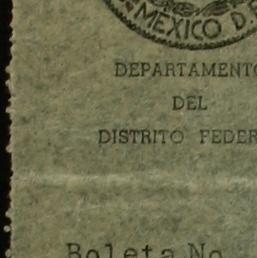 MEXICO D.
DEPARTAMENTO
DEL
DISTRITO FEDER
Boleta No